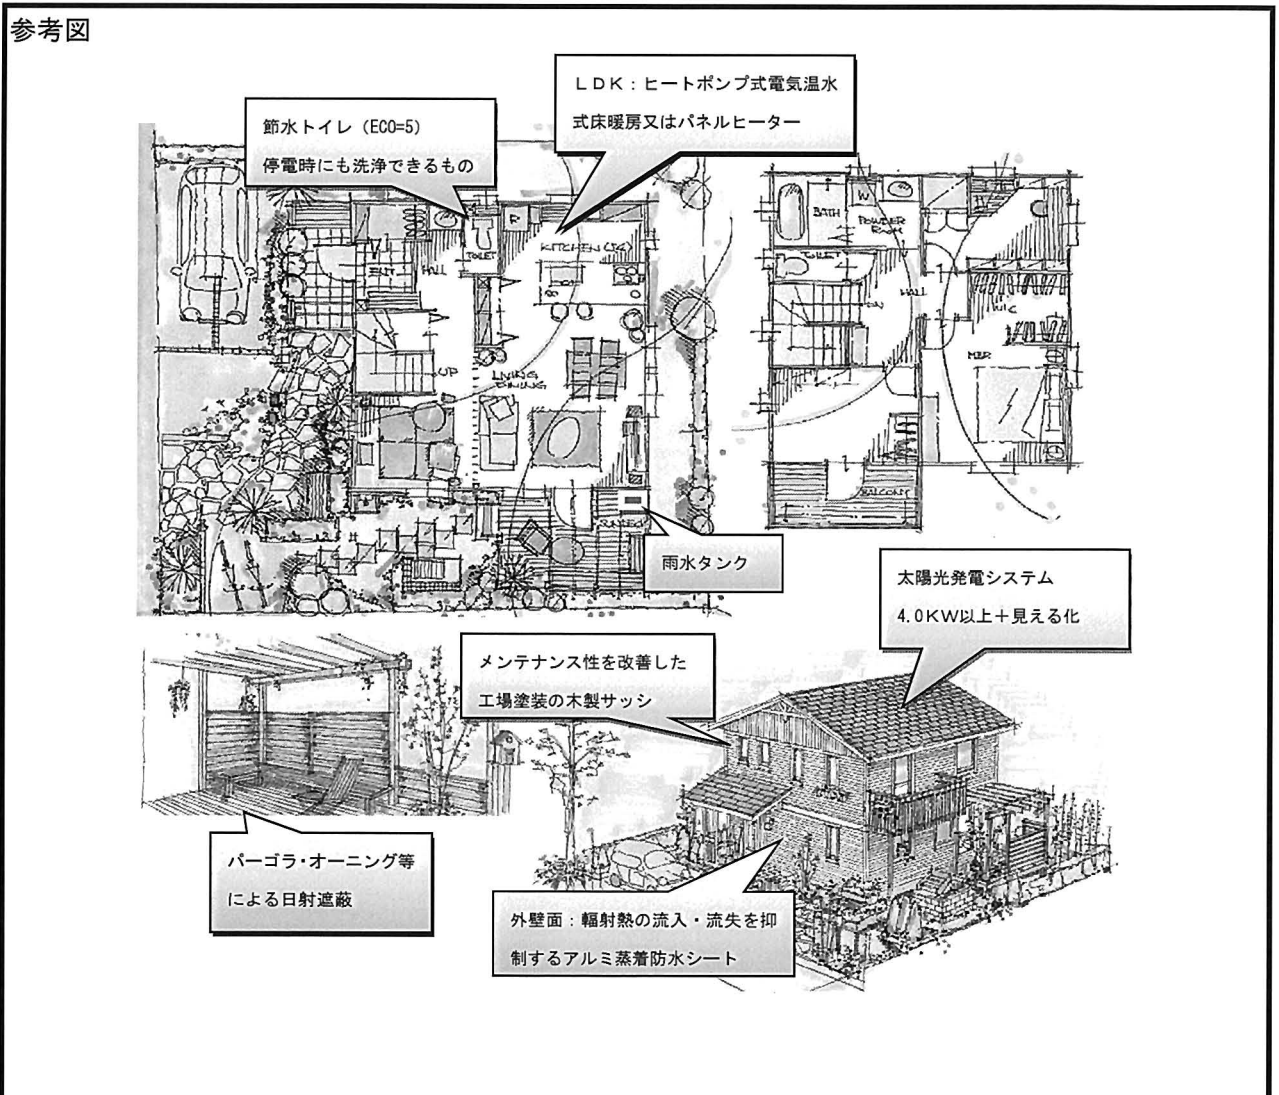 参考図
LDK：ヒートポンプ式電気温水
式床暖房又はパネルヒーター
節水トイレ（ECO=5）
停電時にも洗浄できるもの
R
KITCHEN
TOILET
HALL
ENT
UP
LIVING
DINING
BATH
W
POWDER
ROOM
TOILET
DN
HALL
W.I.C
MBR
BALCONY
雨水タンク
太陽光発電システム
4.0KW以上＋見える化
メンテナンス性を改善した
工場塗装の木製サッシ
パーゴラ・オーニング等
による日射遮蔽
外壁面：輻射熱の流入・流失を抑
制するアルミ蒸着防水シート